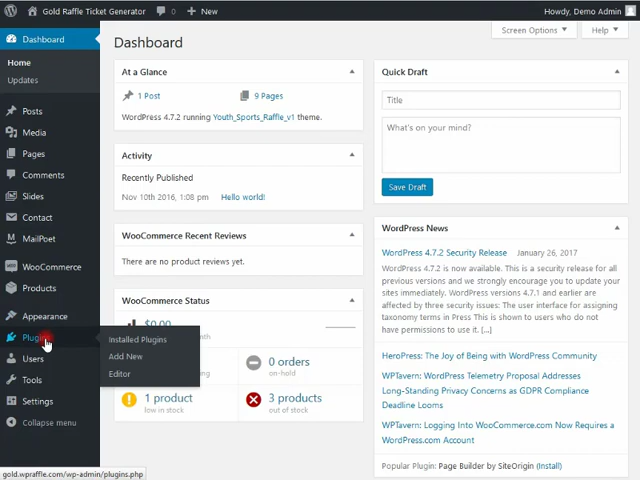 Gold Raffle Ticket Generator 0 New Howdy, Demo Admin
Dashboard
Home
Updates
Posts
Media
Pages
Comments
Slides
Contact
MailPoet
WooCommerce
Products
Appearance
Plugins
Users
Tools
Settings
Collapse menu
Installed Plugins
Add New
Editor
Screen Options Help
Dashboard
At a Glance
1 Post 9 Pages
WordPress 4.7.2 running Youth_Sports_Raffle_v1 theme.
Activity
Recently Published
Nov 10th 2016, 1:08 pm Hello world!
WooCommerce Recent Reviews
There are no product reviews yet.
WooCommerce Status
$0.00
0 orders
on-hold
1 product
low in stock
3 products
out of stock
Quick Draft
Title
What's on your mind?
Save Draft
WordPress News
WordPress 4.7.2 Security Release January 26, 2017
WordPress 4.7.2 is now available. This is a security release for all
previous versions and we strongly encourage you to update your
sites immediately. WordPress versions 4.7.1 and earlier are
affected by three security issues: The user interface for assigning
taxonomy terms in Press This is shown to users who do not
have permissions to use it. [...]
HeroPress: The Joy of Being with WordPress Community
WPTavern: WordPress Telemetry Proposal Addresses
Long-Standing Privacy Concerns as GDPR Compliance
Deadline Looms
WPTavern: Logging Into WooCommerce.com Now Requires a
WordPress.com Account
Popular Plugin: Page Builder by SiteOrigin (Install)
gold.wpraffle.com/wp-admin/plugins.php